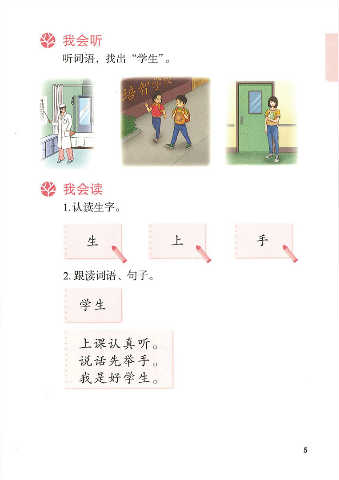 我会听
听词语，找出“学生”。
我会读
1.认读生字。
生
上
手
2.跟读词语、句子。
学生
上课认真听。
说话先举手。
我是好学生。
5